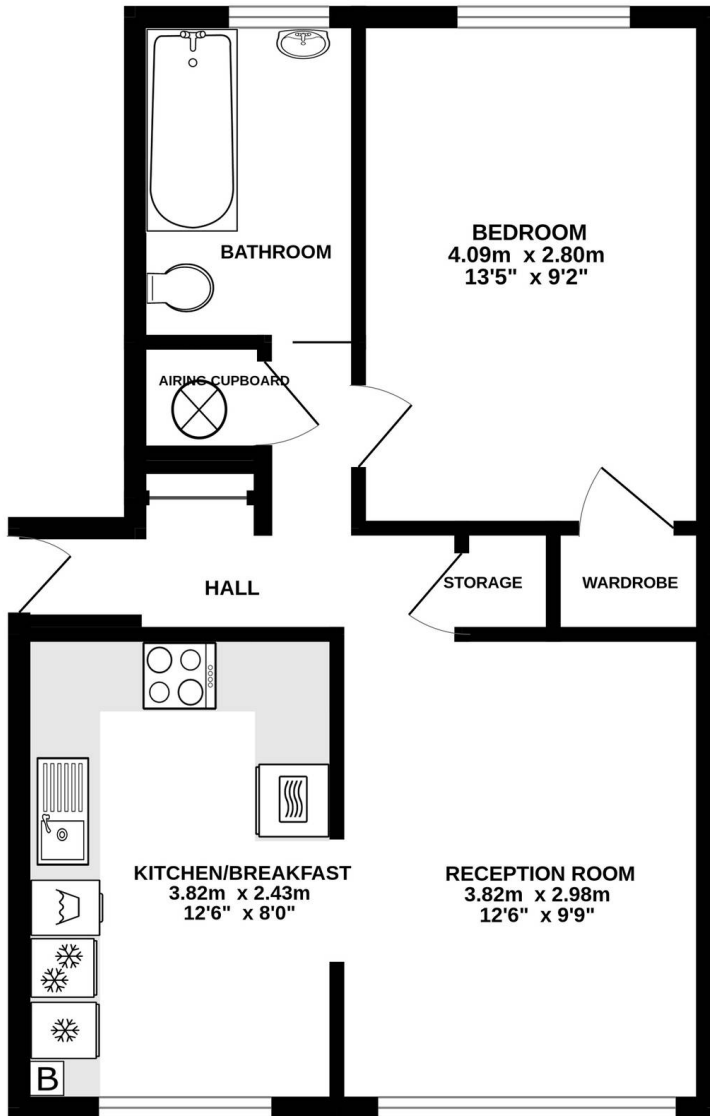 BATHROOM
BEDROOM
4.09m x 2.80m
13'5" x 9'2"
AIRING CUPBOARD
HALL
STORAGE
WARDROBE
KITCHEN/BREAKFAST
3.82m x 2.43m
12'6" x 8'0"
RECEPTION ROOM
3.82m x 2.98m
12'6" x 9'9"
B